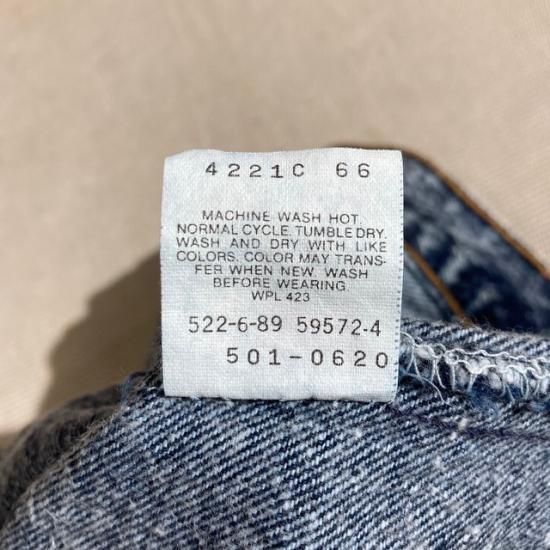 4221C 66
MACHINE WASH HOT.
NORMAL CYCLE. TUMBLE DRY.
WASH AND DRY WITH LIKE
COLORS. COLOR MAY TRANS-
FER WHEN NEW. WASH
BEFORE WEARING.
WPL 423
522-6-89 59572-4
501-0620